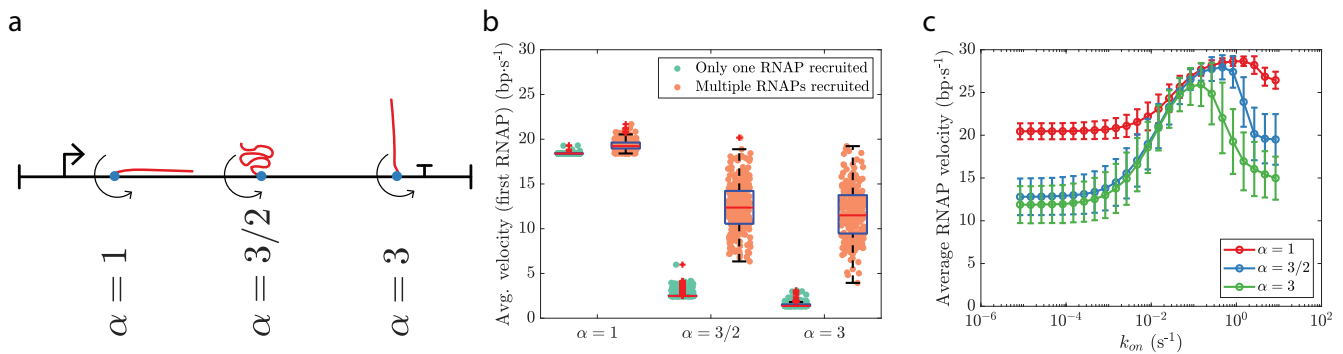 a
α = 1
α = 3/2
α = 3
b
Avg. velocity (first RNAP) (bp·s⁻¹)
30
25
20
15
10
5
0
Only one RNAP recruited
Multiple RNAPs recruited
α = 1
α = 3/2
α = 3
c
Average RNAP velocity (bp·s⁻¹)
30
25
20
15
10
5
0
α = 1
α = 3/2
α = 3
10⁻⁶
10⁻⁴
10⁻²
10⁰
10²
kₒₙ (s⁻¹)